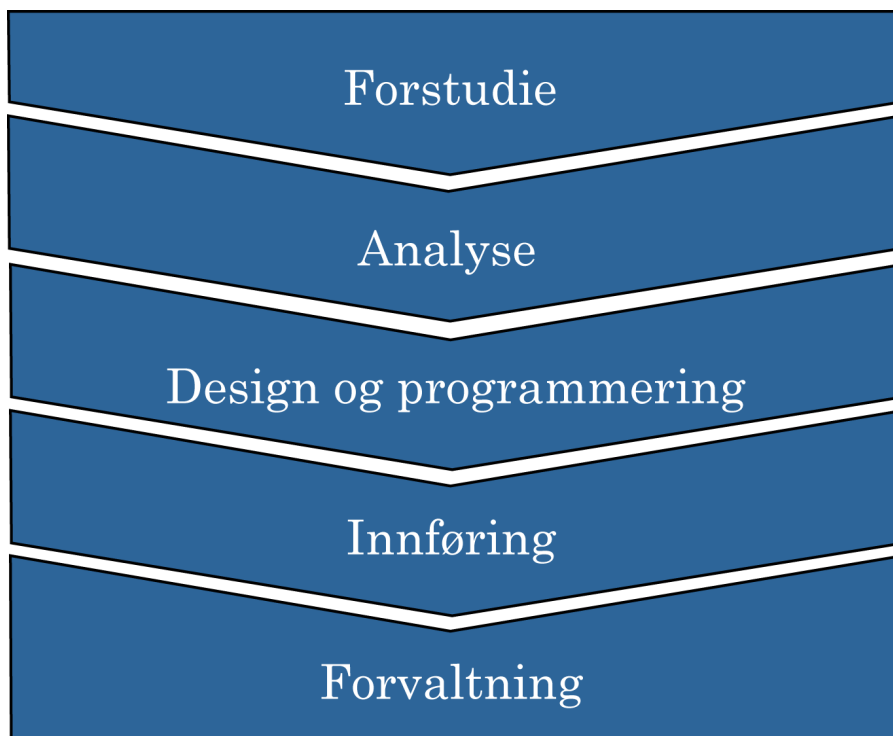 Forstudie
Analyse
Design og programmering
Innføring
Forvaltning